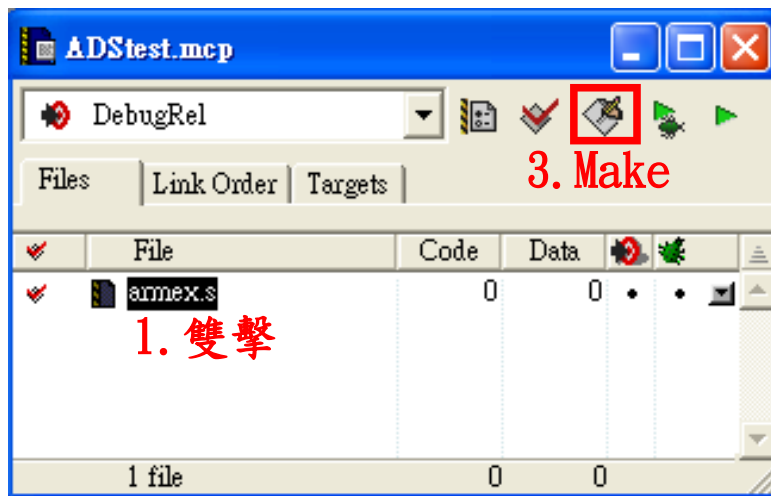 ADStest.mcp
DebugRel
3. Make
Files Link Order Targets
File Code Data
armex.s 0 0
1. 雙擊
1 file 0 0